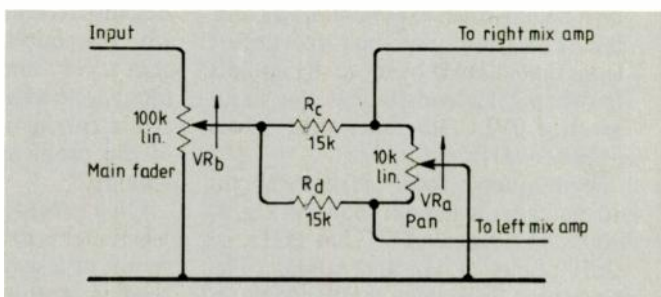 Input
To right mix amp
100k
lin.
Main fader
VRb
Rc
15k
Rd
15k
10k
lin.
VRa
Pan
To left mix amp